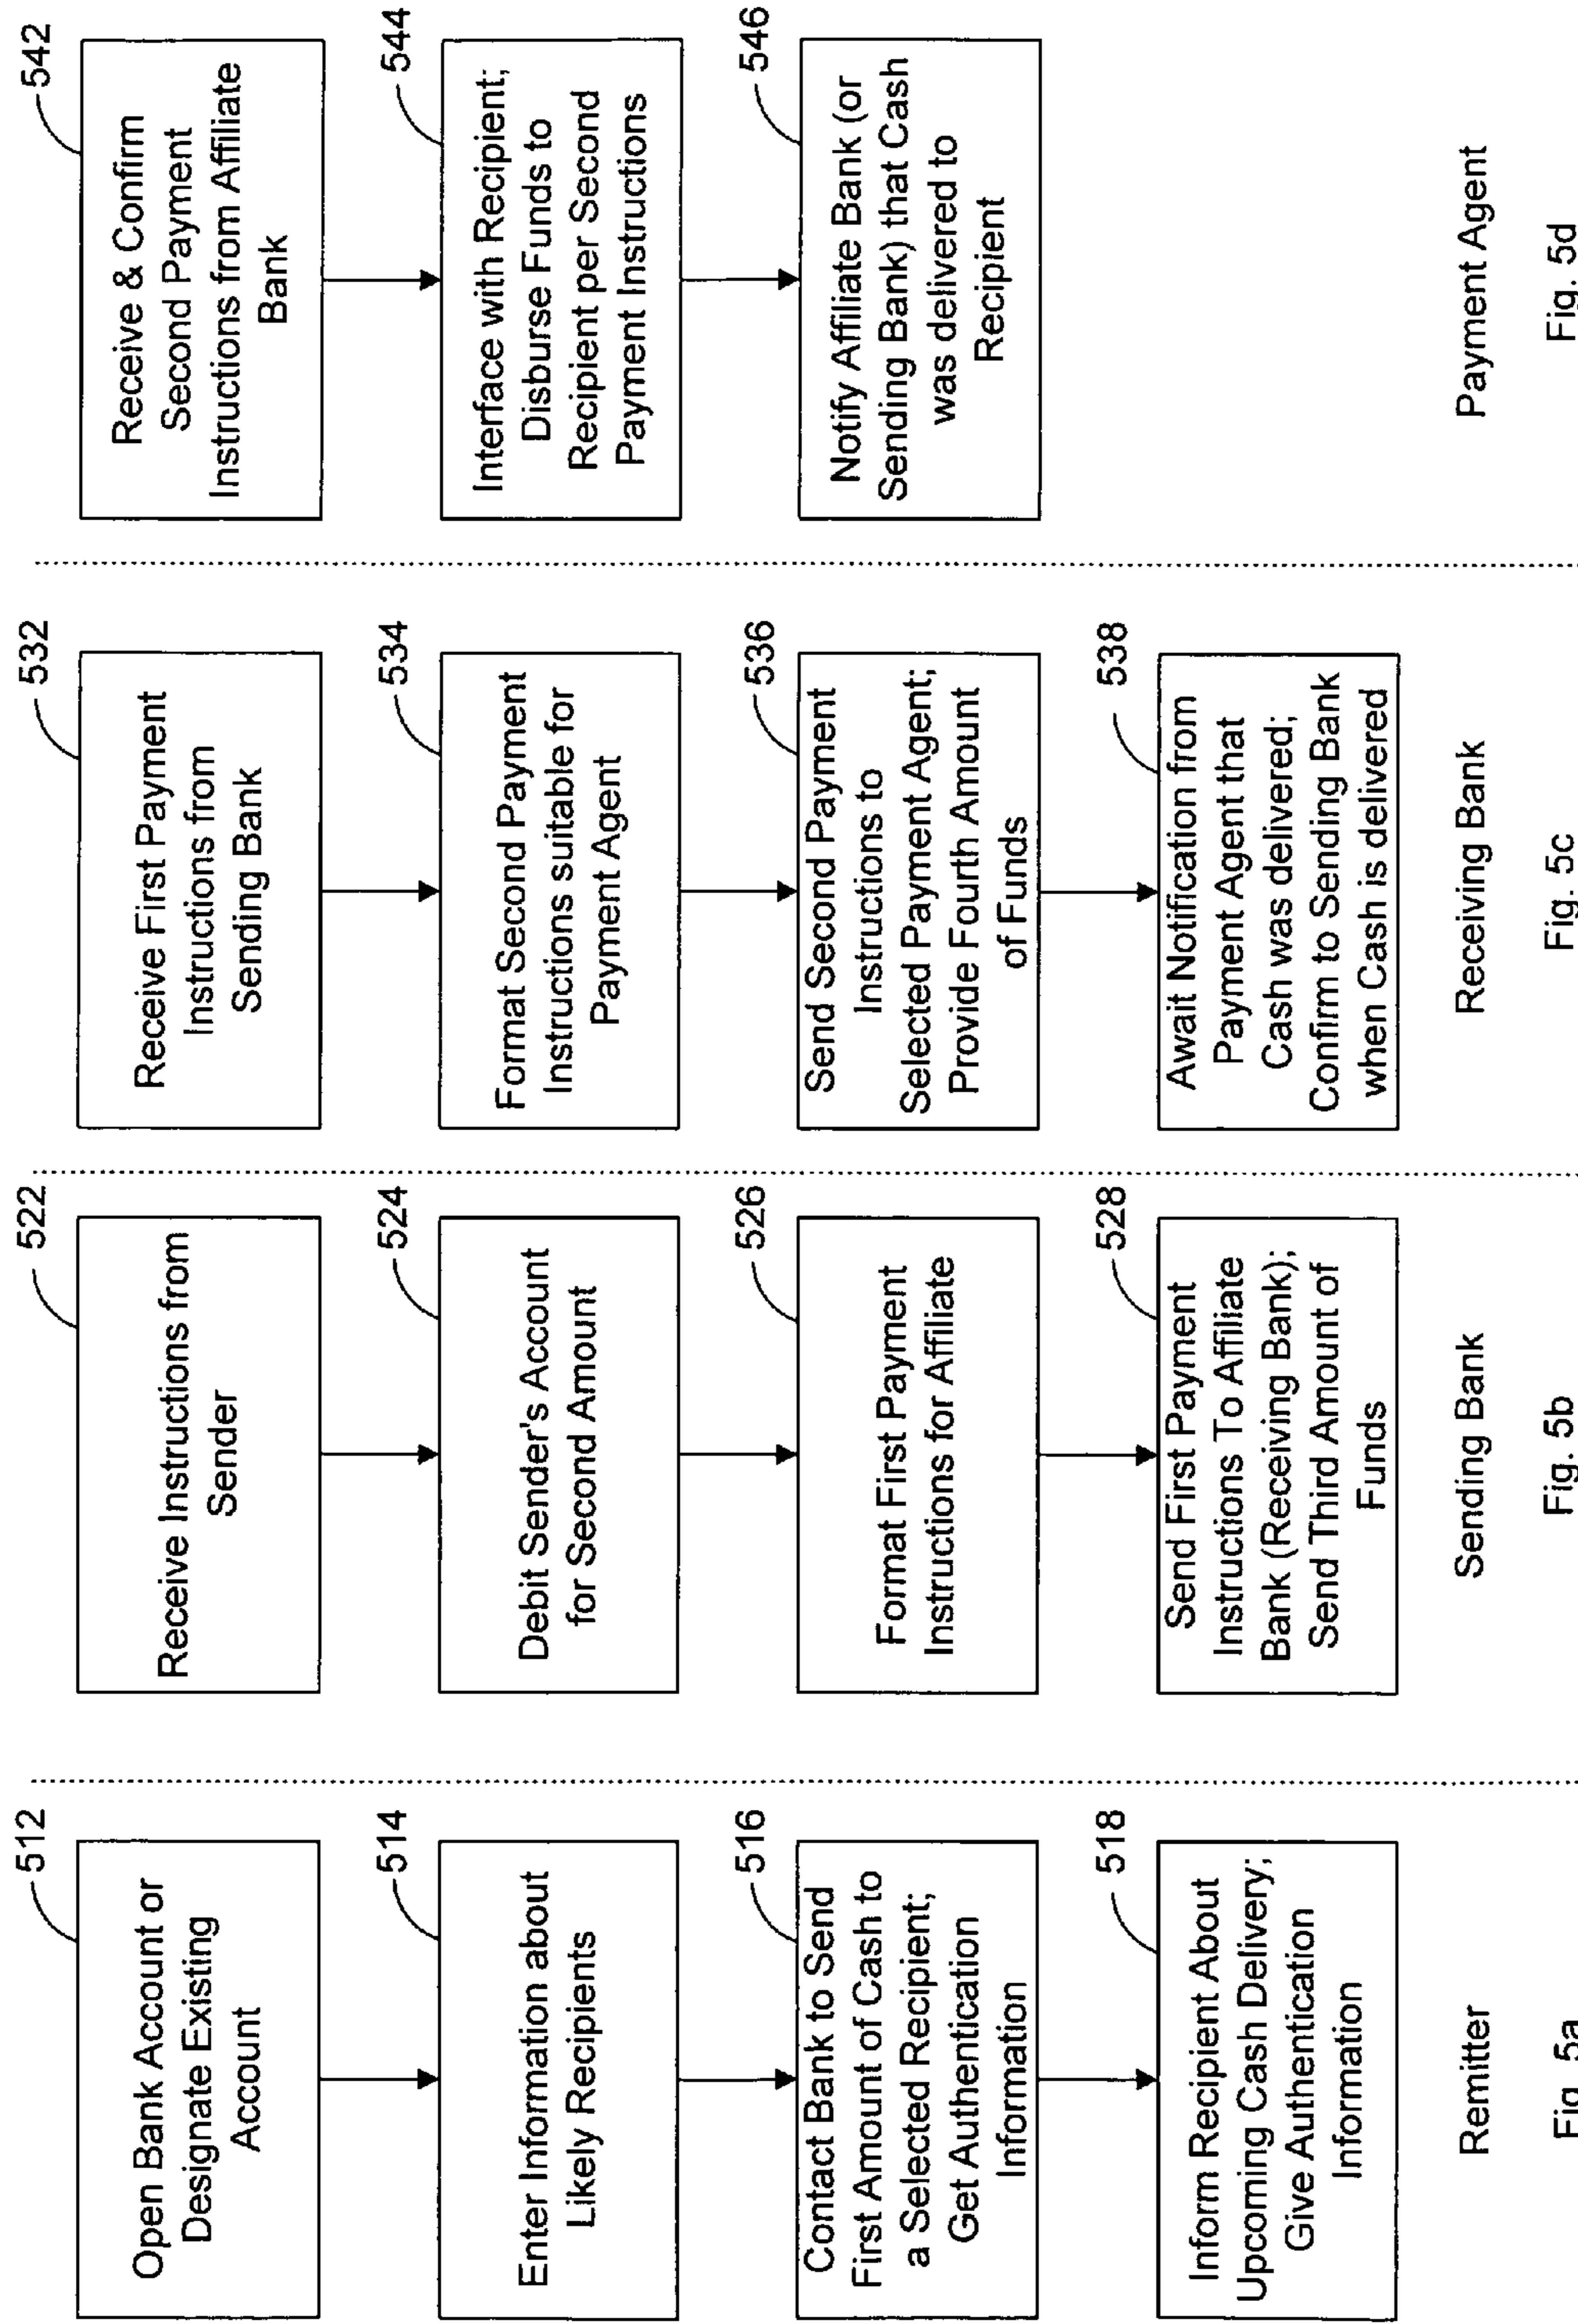 512
Open Bank Account or
Designate Existing
Account
514
Enter Information about
Likely Recipients
516
Contact Bank to Send
First Amount of Cash to
a Selected Recipient;
Get Authentication
Information
518
Inform Recipient About
Upcoming Cash Delivery;
Give Authentication
Information
Remitter
Fig. 5a
522
Receive Instructions from
Sender
524
Debit Sender's Account
for Second Amount
526
Format First Payment
Instructions for Affiliate
528
Send First Payment
Instructions To Affiliate
Bank (Receiving Bank);
Send Third Amount of
Funds
Sending Bank
Fig. 5b
532
Receive First Payment
Instructions from
Sending Bank
534
Format Second Payment
Instructions suitable for
Payment Agent
536
Send Second Payment
Instructions to
Selected Payment Agent;
Provide Fourth Amount
of Funds
538
Await Notification from
Payment Agent that
Cash was delivered;
Confirm to Sending Bank
when Cash is delivered
Receiving Bank
Fig. 5c
542
Receive & Confirm
Second Payment
Instructions from Affiliate
Bank
544
Interface with Recipient;
Disburse Funds to
Recipient per Second
Payment Instructions
546
Notify Affiliate Bank (or
Sending Bank) that Cash
was delivered to
Recipient
Payment Agent
Fig. 5d